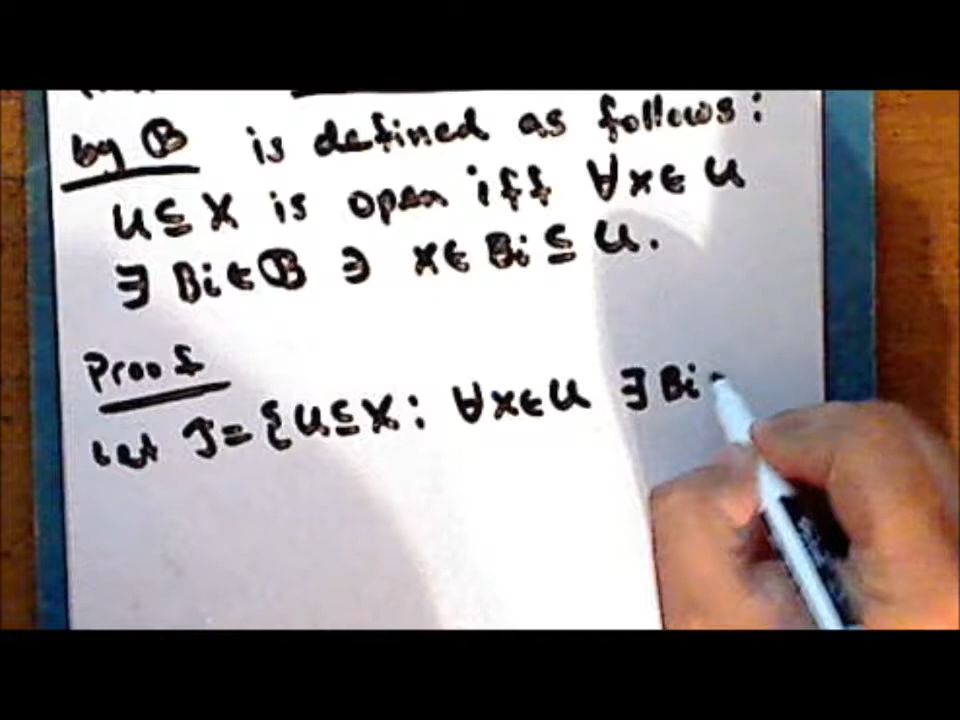 by 𝔹 is defined as follows:
U ⊆ X is open iff ∀x∈U
∃ Bi ∈ 𝔹 ∋ x∈ Bi ⊆ U.
Proof
Let 𝒯 = {U⊆X: ∀x∈U ∃ Bi